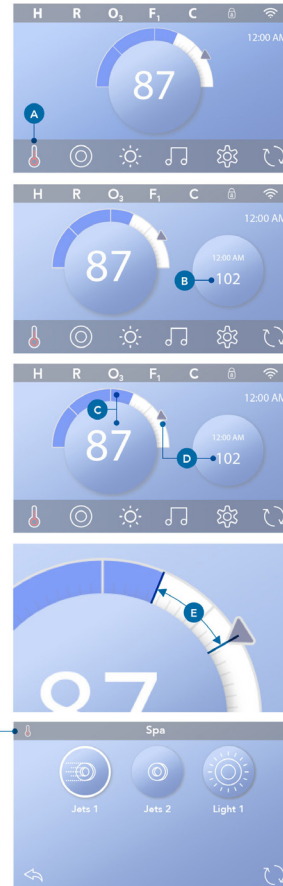 H R O₃ F₁ C
12:00 AM
87
A
H R O₃ F₁ C
12:00 AM
87
12:00 AM
B
102
H R O₃ F₁ C
12:00 AM
C
87
12:00 AM
D
102
E
87
Spa
Jets 1 Jets 2 Light 1